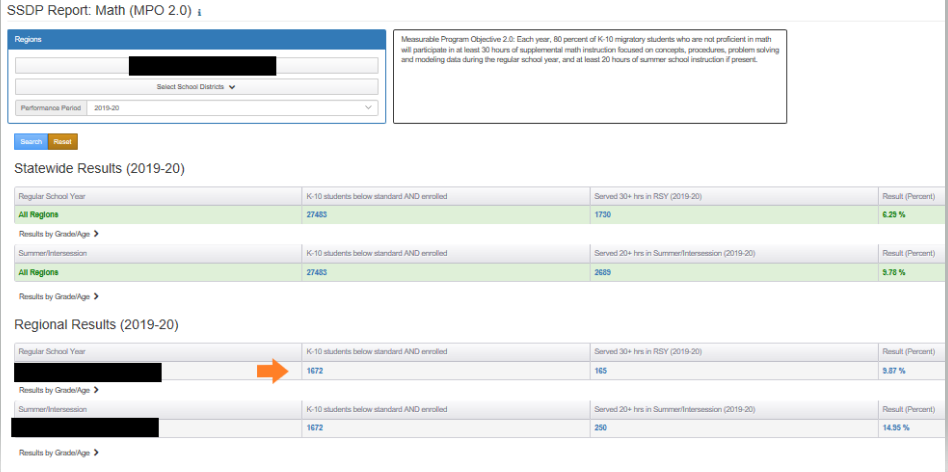 SSDP Report: Math (MPO 2.0) i
Regions
Select School Districts
Performance Period 2019-20
Measurable Program Objective 2.0: Each year, 80 percent of K-10 migratory students who are not proficient in math
will participate in at least 30 hours of supplemental math instruction focused on concepts, procedures, problem solving
and modeling data during the regular school year, and at least 20 hours of summer school instruction if present.
Search Reset
Statewide Results (2019-20)
Regular School Year K-10 students below standard AND enrolled Served 30+ hrs in RSY (2019-20) Result (Percent)
All Regions 27483 1730 6.29 %
Results by Grade/Age
Summer/Intersession K-10 students below standard AND enrolled Served 20+ hrs in Summer/Intersession (2019-20) Result (Percent)
All Regions 27483 2689 9.78 %
Results by Grade/Age
Regional Results (2019-20)
Regular School Year K-10 students below standard AND enrolled Served 30+ hrs in RSY (2019-20) Result (Percent)
1672 165 9.87 %
Results by Grade/Age
Summer/Intersession K-10 students below standard AND enrolled Served 20+ hrs in Summer/Intersession (2019-20) Result (Percent)
1672 250 14.95 %
Results by Grade/Age